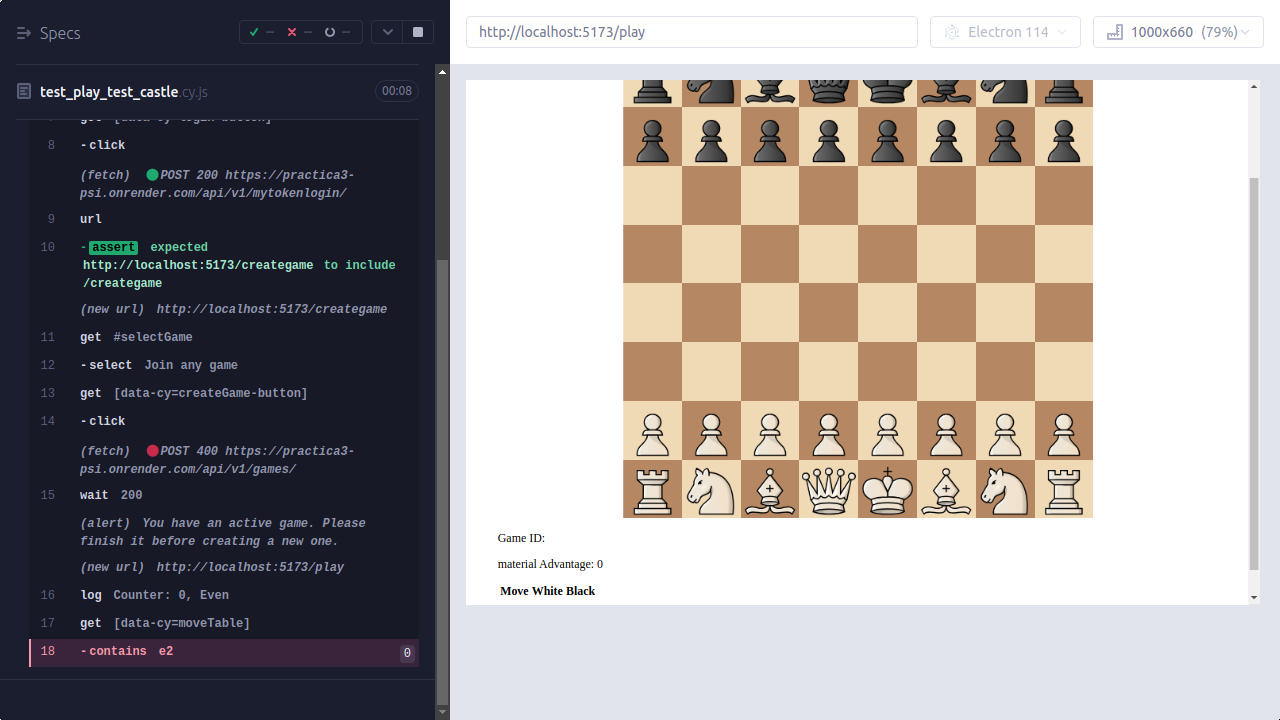 Specs
http://localhost:5173/play
Electron 114
1000x660 (79%)
test_play_test_castle.cy.js
00:08
get [data-cy=login-button]
8 -click
(fetch) POST 200 https://practica3-
psi.onrender.com/api/v1/mytokenlogin/
9 url
10 -assert expected
http://localhost:5173/creategame to include
/creategame
(new url) http://localhost:5173/creategame
11 get #selectGame
12 -select Join any game
13 get [data-cy=createGame-button]
14 -click
(fetch) POST 400 https://practica3-
psi.onrender.com/api/v1/games/
15 wait 200
(alert) You have an active game. Please
finish it before creating a new one.
(new url) http://localhost:5173/play
16 log Counter: 0, Even
17 get [data-cy=moveTable]
18 -contains e2 0
Game ID:
material Advantage: 0
Move White Black